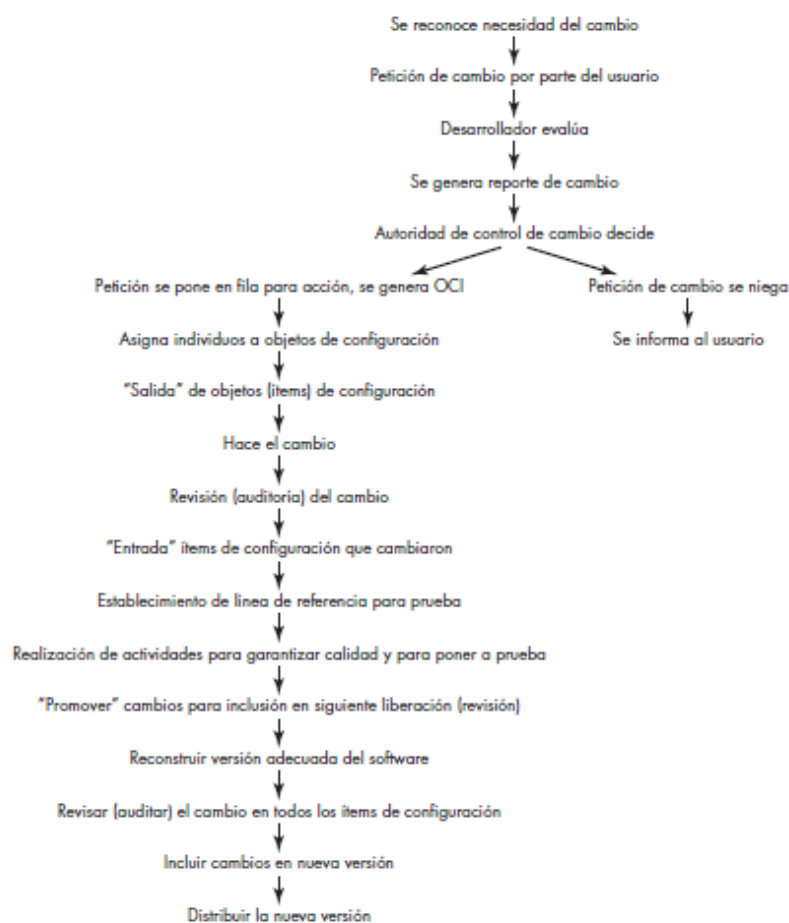 Se reconoce necesidad del cambio
Petición de cambio por parte del usuario
Desarrollador evalúa
Se genera reporte de cambio
Autoridad de control de cambio decide
Petición se pone en fila para acción, se genera OCI
Petición de cambio se niega
Asigna individuos a objetos de configuración
Se informa al usuario
"Salida" de objetos (ítems) de configuración
Hace el cambio
Revisión (auditoría) del cambio
"Entrada" ítems de configuración que cambiaron
Establecimiento de línea de referencia para prueba
Realización de actividades para garantizar calidad y para poner a prueba
"Promover" cambios para inclusión en siguiente liberación (revisión)
Reconstruir versión adecuada del software
Revisar (auditar) el cambio en todos los ítems de configuración
Incluir cambios en nueva versión
Distribuir la nueva versión